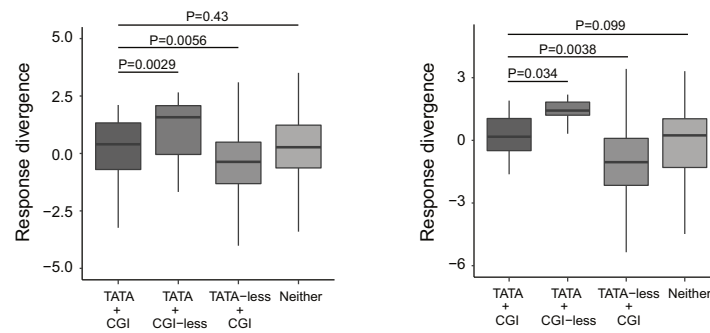 P=0.43
P=0.0056
P=0.0029
Response divergence
5.0
2.5
0.0
−2.5
−5.0
TATA + CGI
TATA + CGI−less
TATA−less + CGI
Neither
P=0.099
P=0.0038
P=0.034
Response divergence
3
0
−3
−6
TATA + CGI
TATA + CGI−less
TATA−less + CGI
Neither